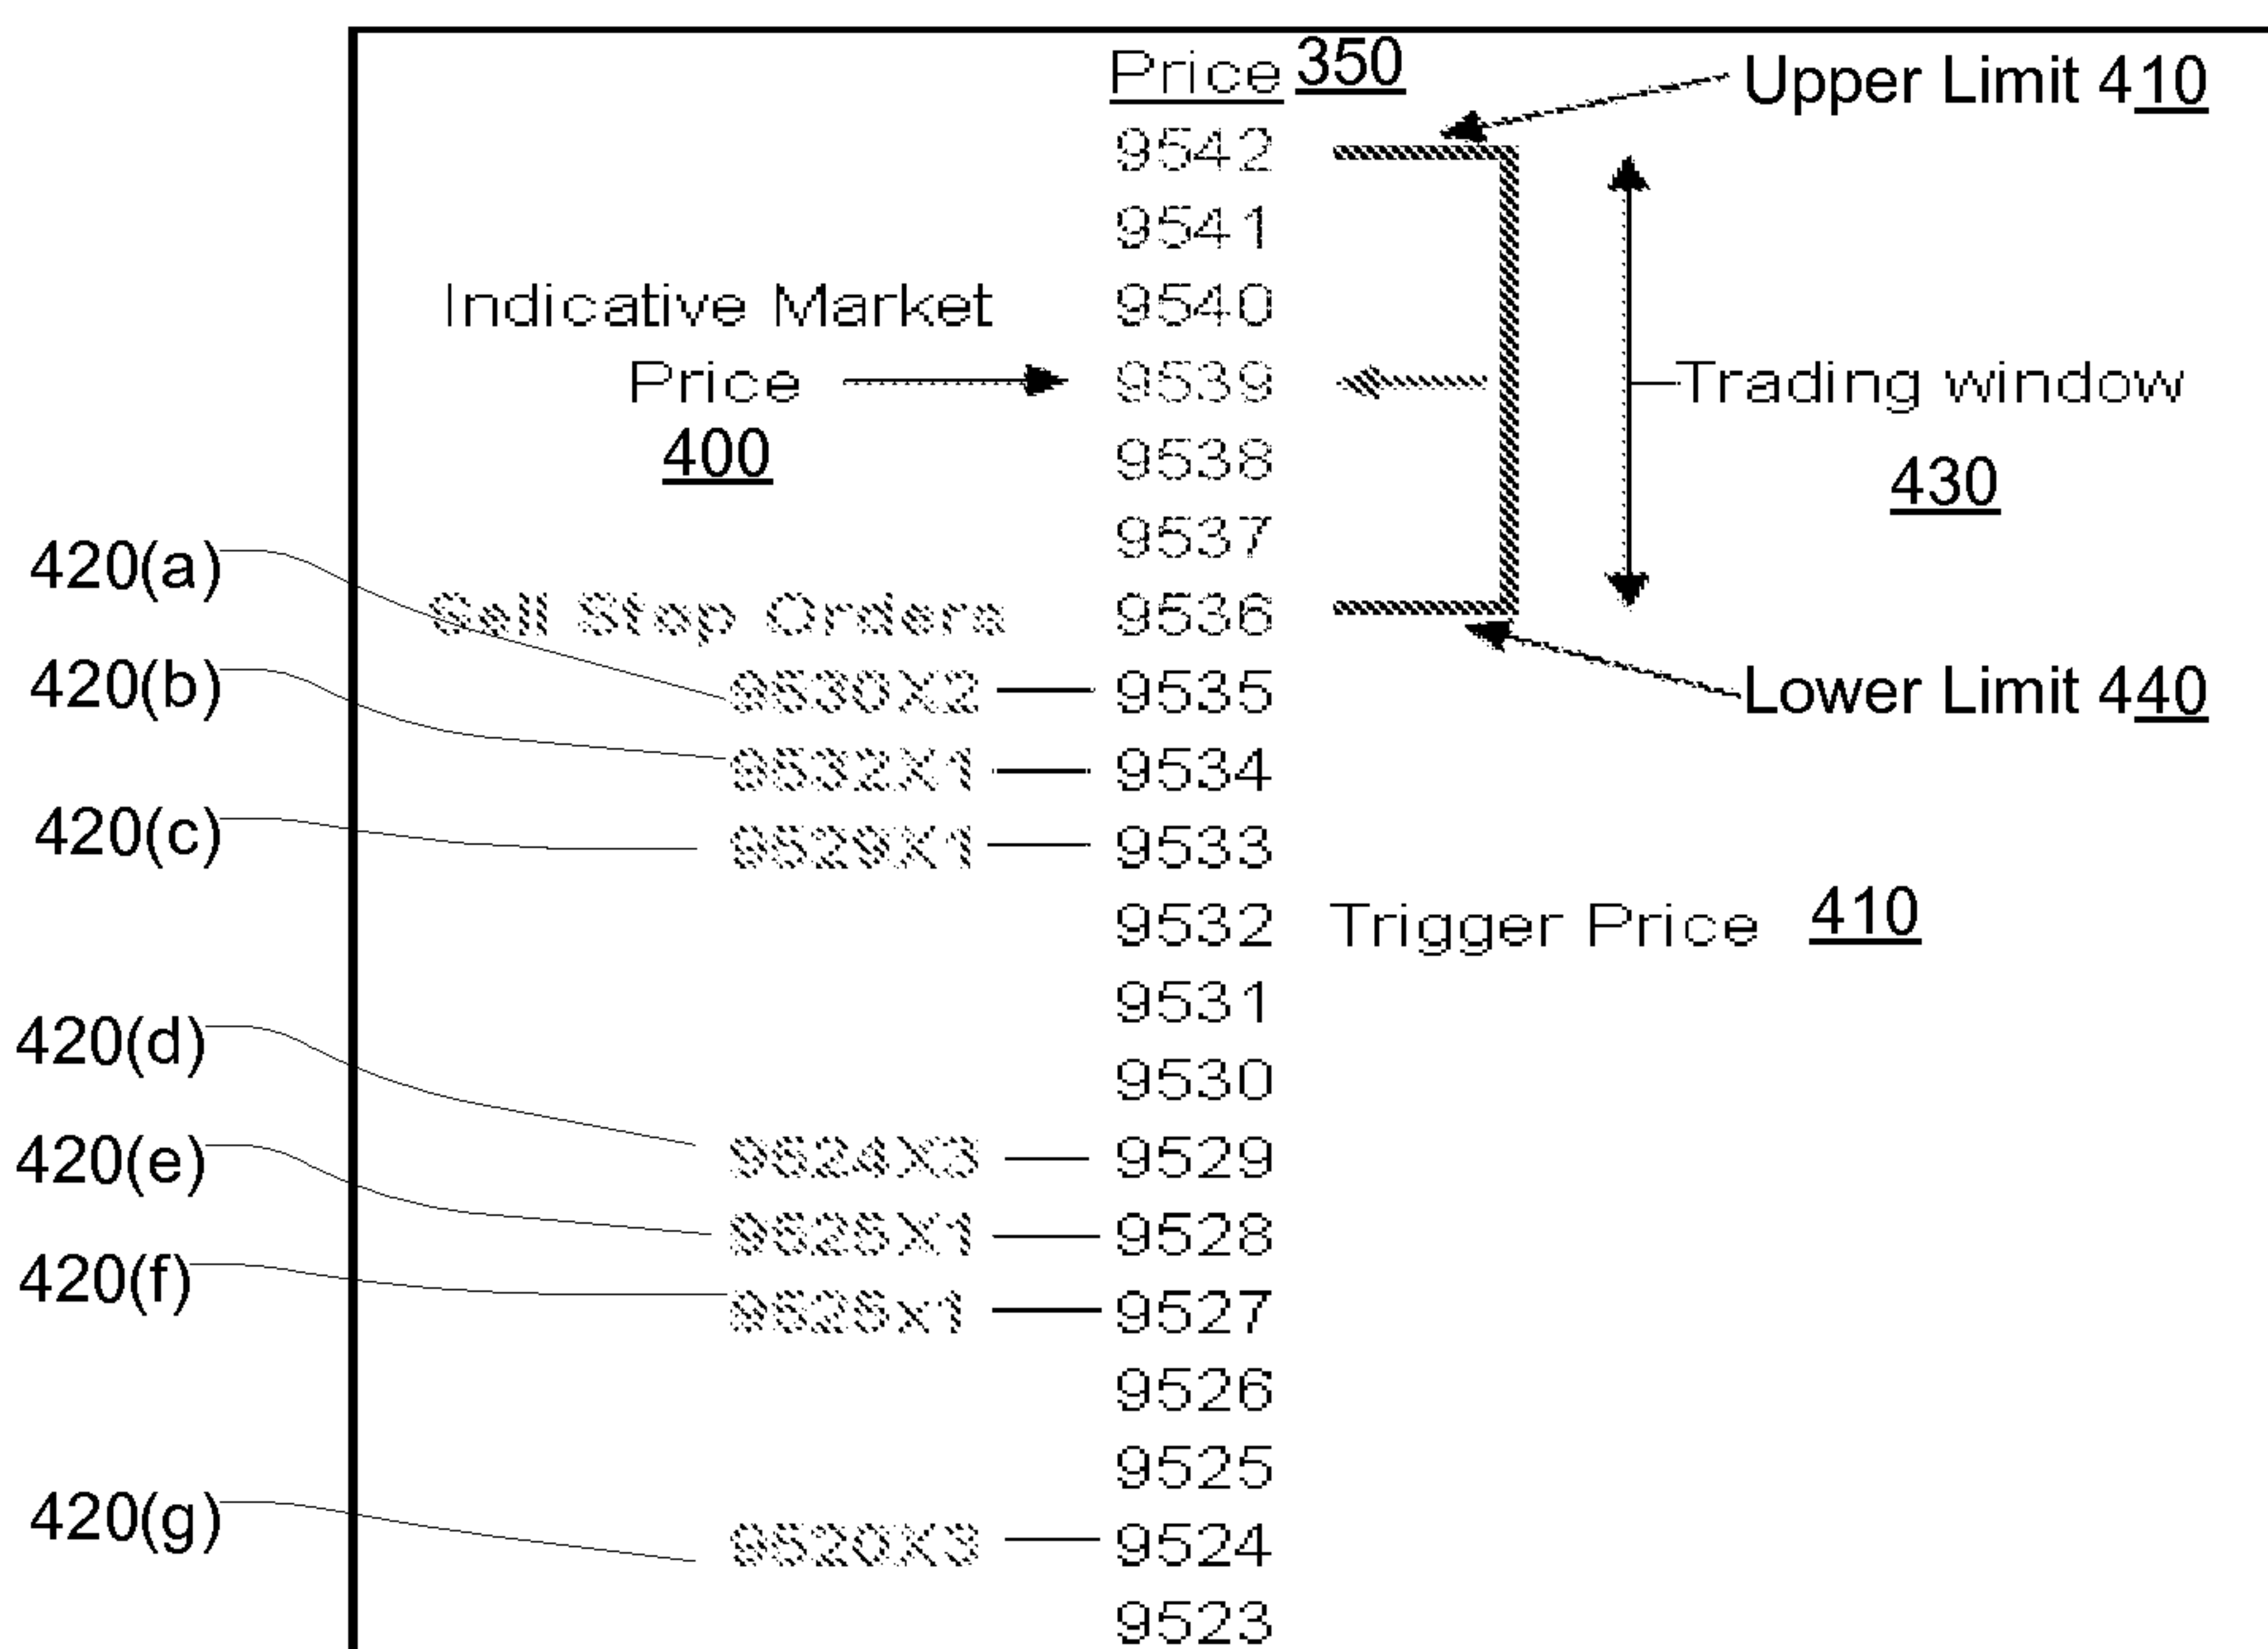 Price 350 Upper Limit 410
9542
9541
Indicative Market 9540
Price 9539 Trading window
400 9538 430
420(a) 9537
Sell Stop Orders 9536
420(b) 9530X2 9535 Lower Limit 440
9532X1 9534
420(c) 9529X1 9533
9532 Trigger Price 410
9531
420(d) 9530
420(e) 9524X3 9529
9525X1 9528
420(f) 9525x1 9527
9526
9525
420(g) 9520X3 9524
9523